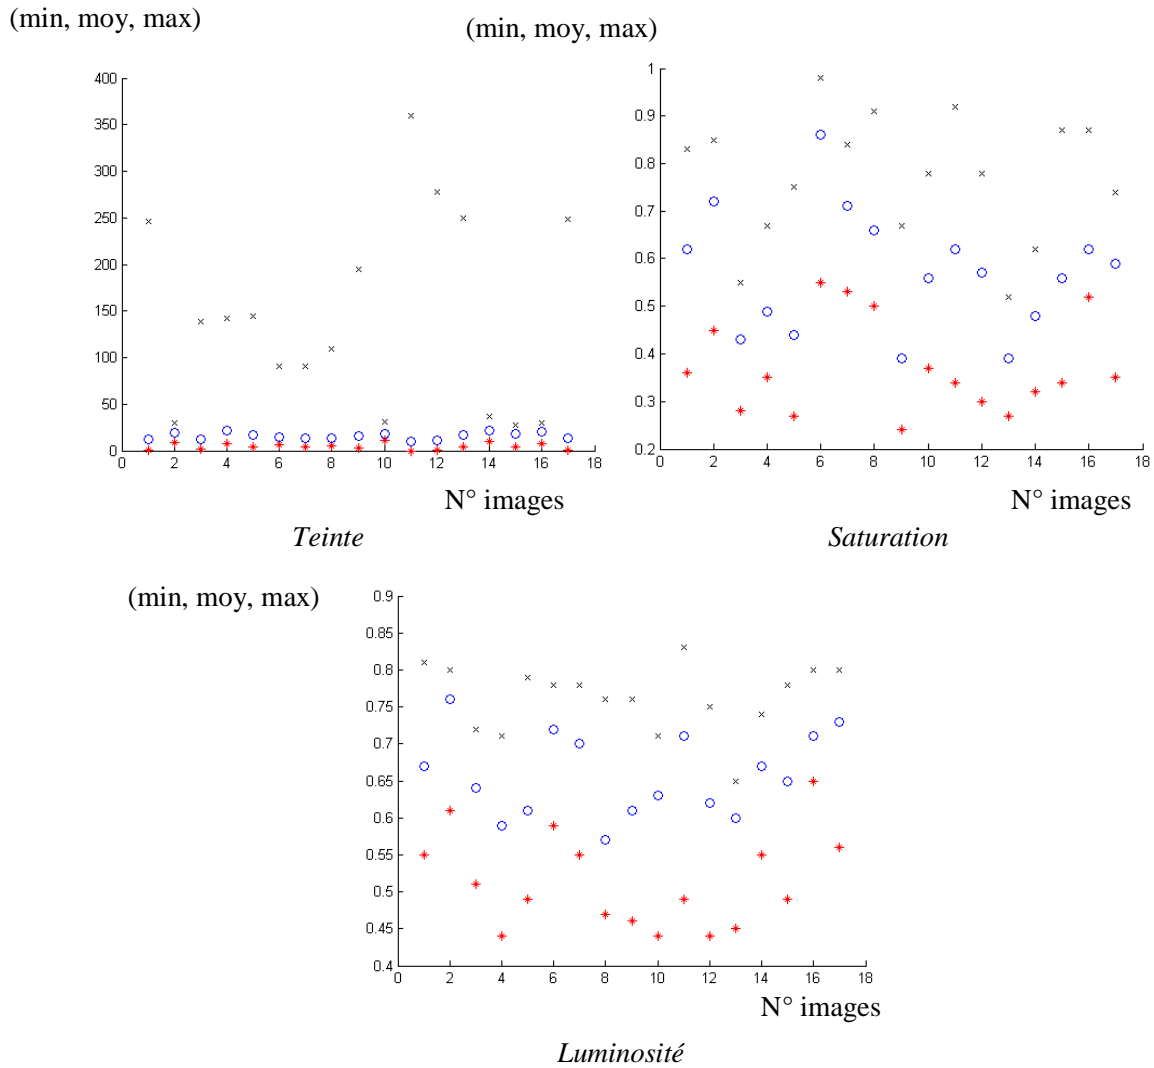 (min, moy, max)
(min, moy, max)
400
350
300
250
200
150
100
50
0
0 2 4 6 8 10 12 14 16 18
N° images
Teinte
1
0.9
0.8
0.7
0.6
0.5
0.4
0.3
0.2
0 2 4 6 8 10 12 14 16 18
N° images
Saturation
(min, moy, max)
0.9
0.85
0.8
0.75
0.7
0.65
0.6
0.55
0.5
0.45
0.4
0 2 4 6 8 10 12 14 16 18
N° images
Luminosité